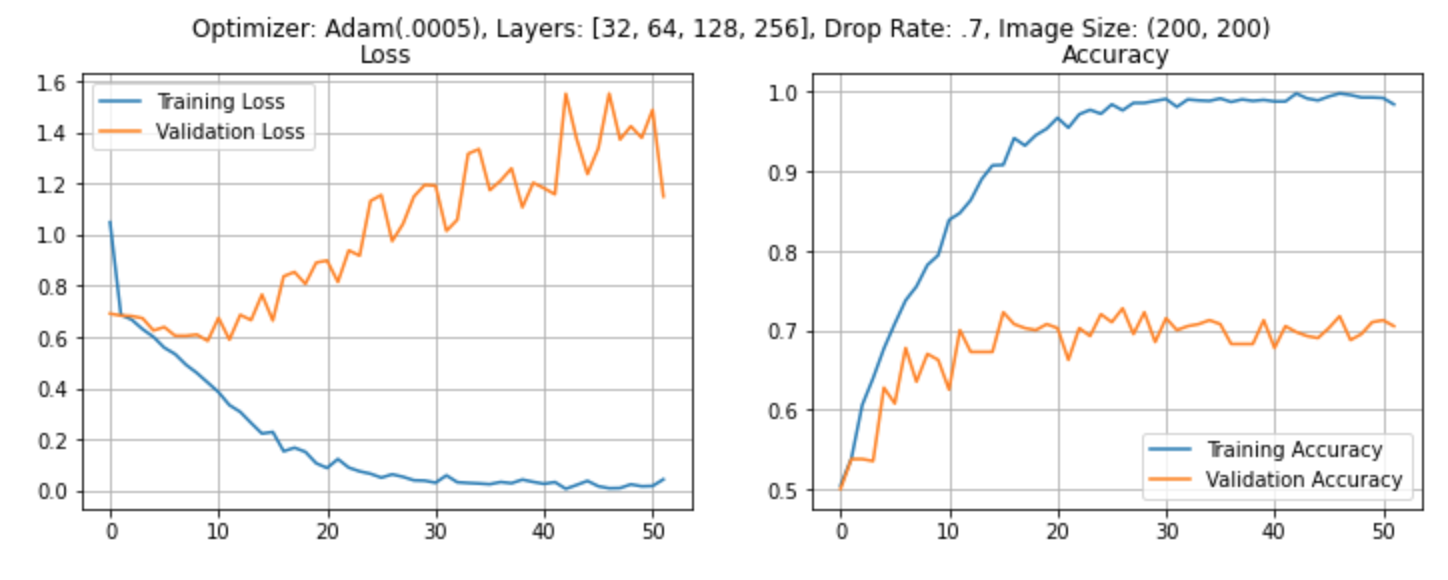 Optimizer: Adam(.0005), Layers: [32, 64, 128, 256], Drop Rate: .7, Image Size: (200, 200)
Loss
1.6
1.4
1.2
1.0
0.8
0.6
0.4
0.2
0.0
Training Loss
Validation Loss
0 10 20 30 40 50
Accuracy
1.0
0.9
0.8
0.7
0.6
0.5
Training Accuracy
Validation Accuracy
0 10 20 30 40 50